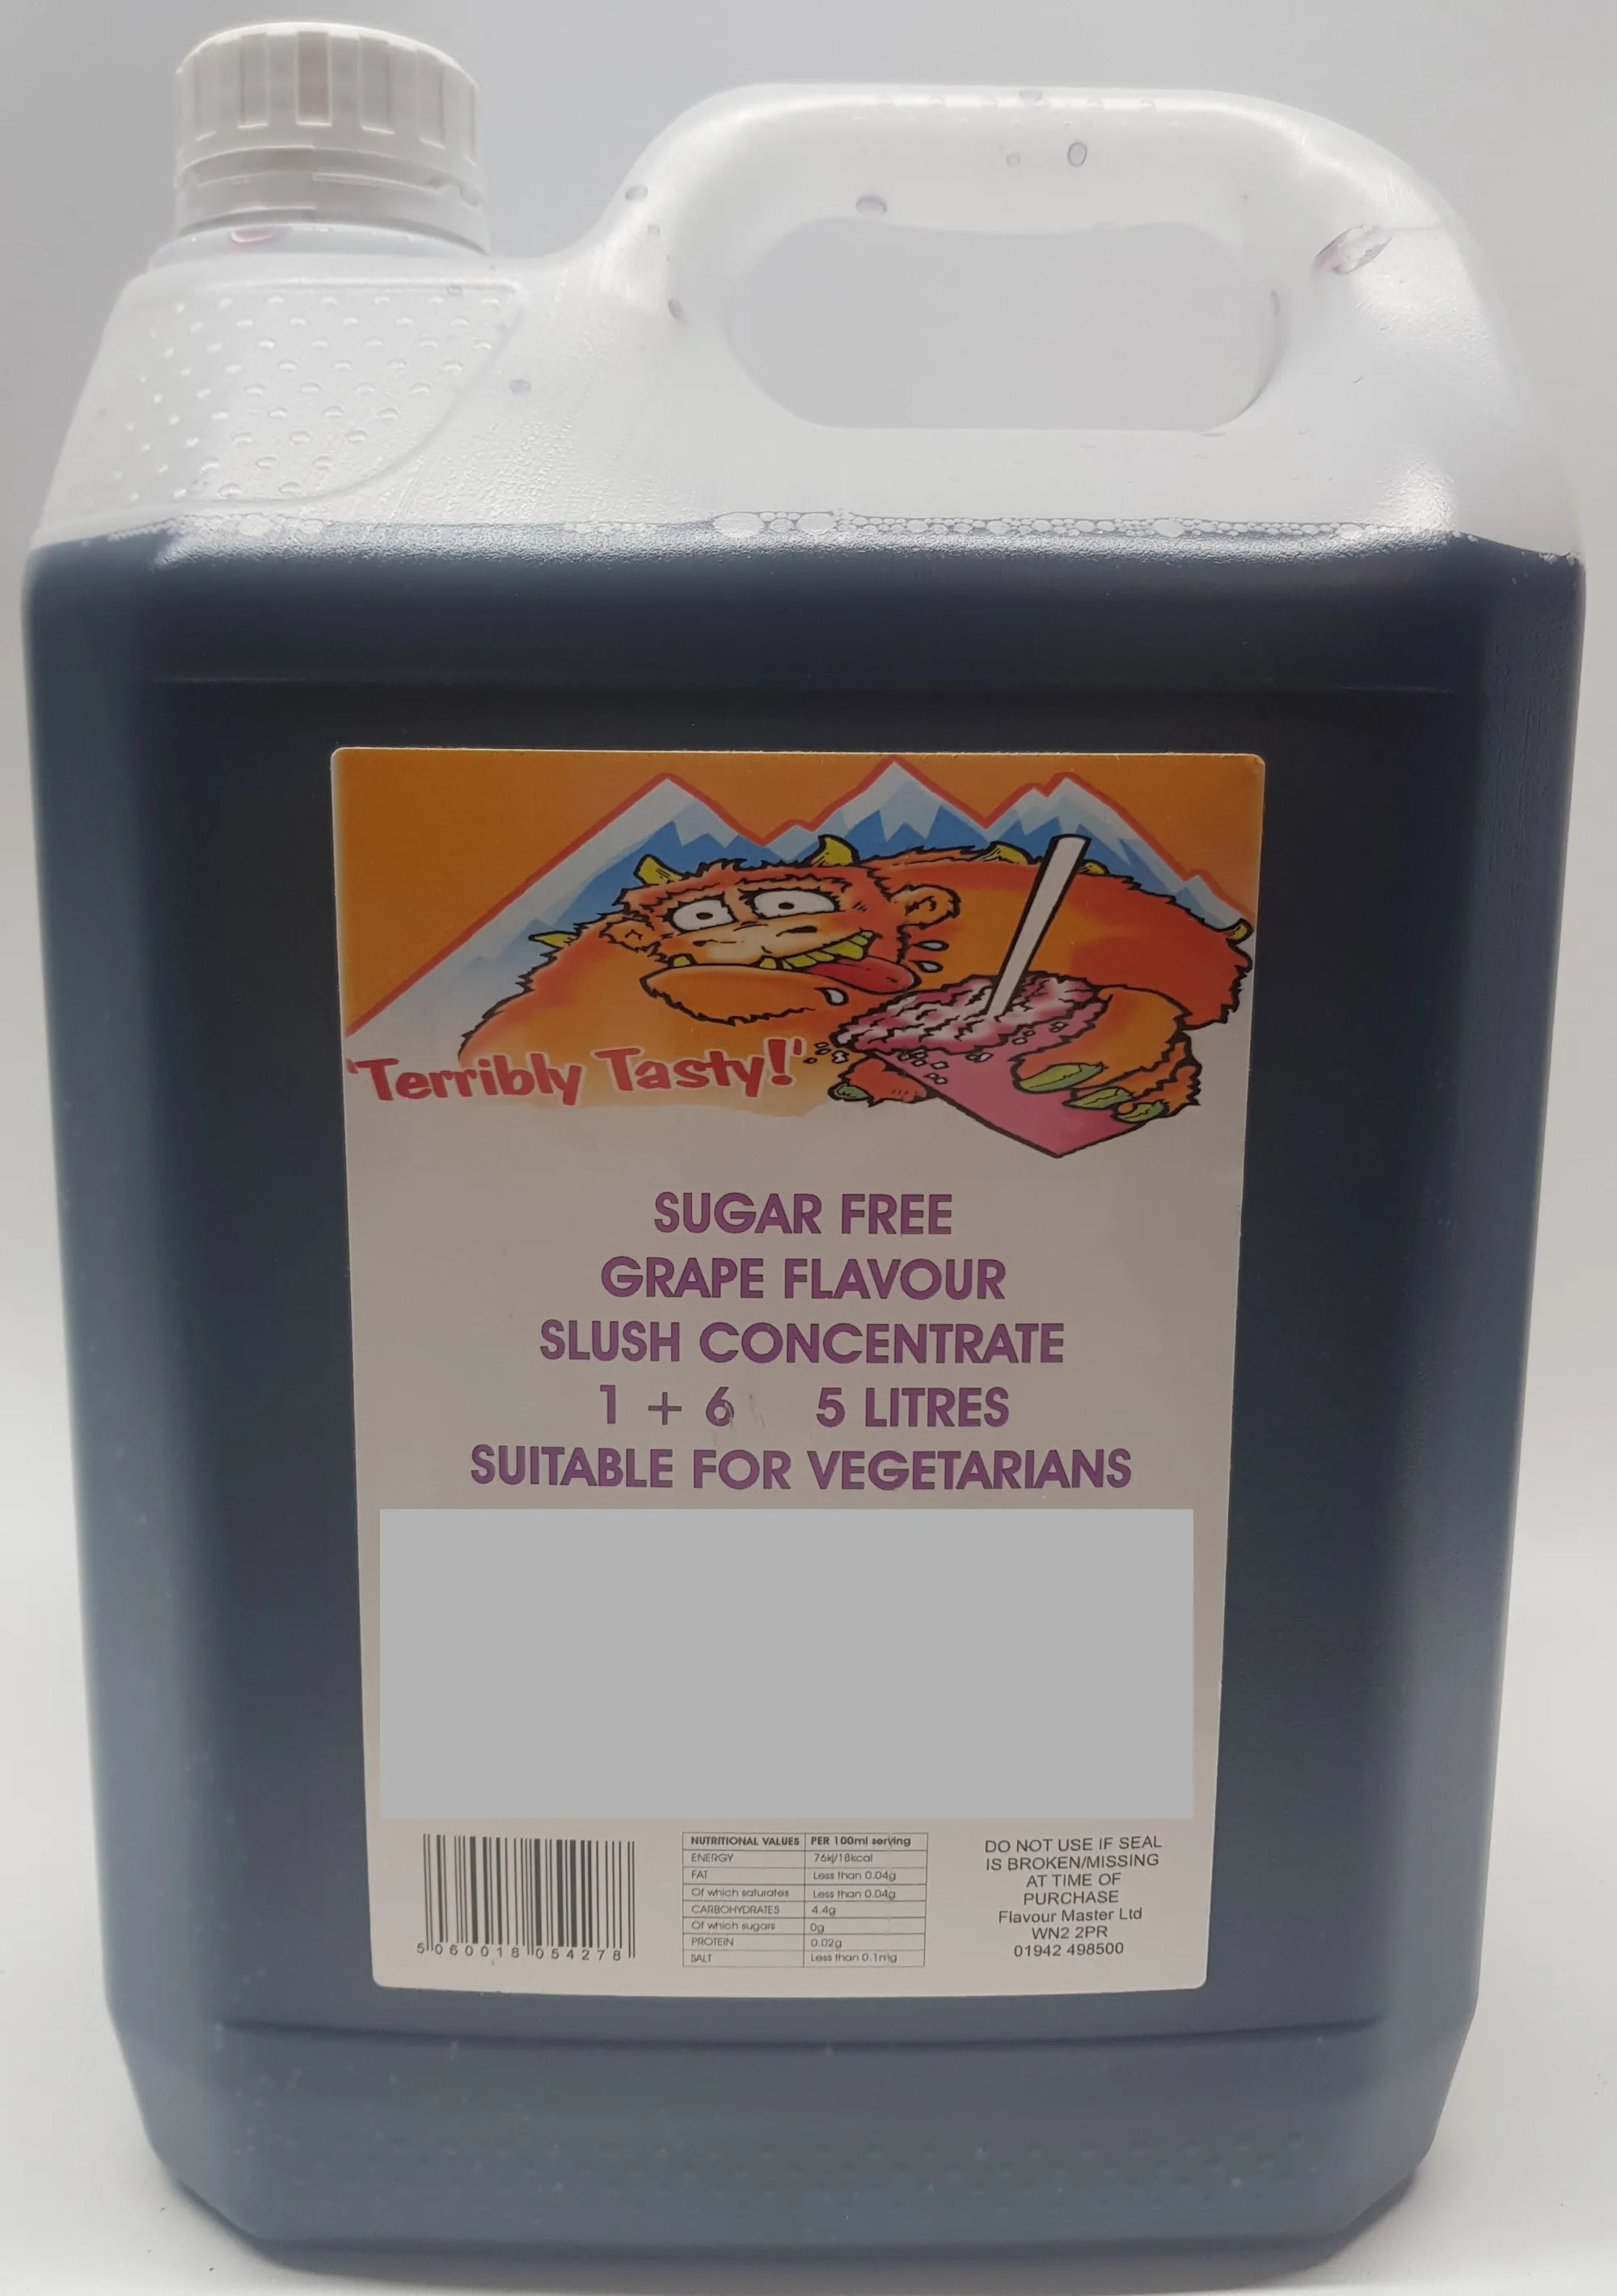 'Terribly Tasty!'
SUGAR FREE
GRAPE FLAVOUR
SLUSH CONCENTRATE
1 + 6 5 LITRES
SUITABLE FOR VEGETARIANS
5 060018 054278
NUTRITIONAL VALUES PER 100ml serving
ENERGY 76kj/18kcal
FAT Less than 0.04g
Of which saturates Less than 0.04g
CARBOHYDRATES 4.4g
Of which sugars 0g
PROTEIN 0.02g
SALT Less than 0.1mg
DO NOT USE IF SEAL
IS BROKEN/MISSING
AT TIME OF
PURCHASE
Flavour Master Ltd
WN2 2PR
01942 498500